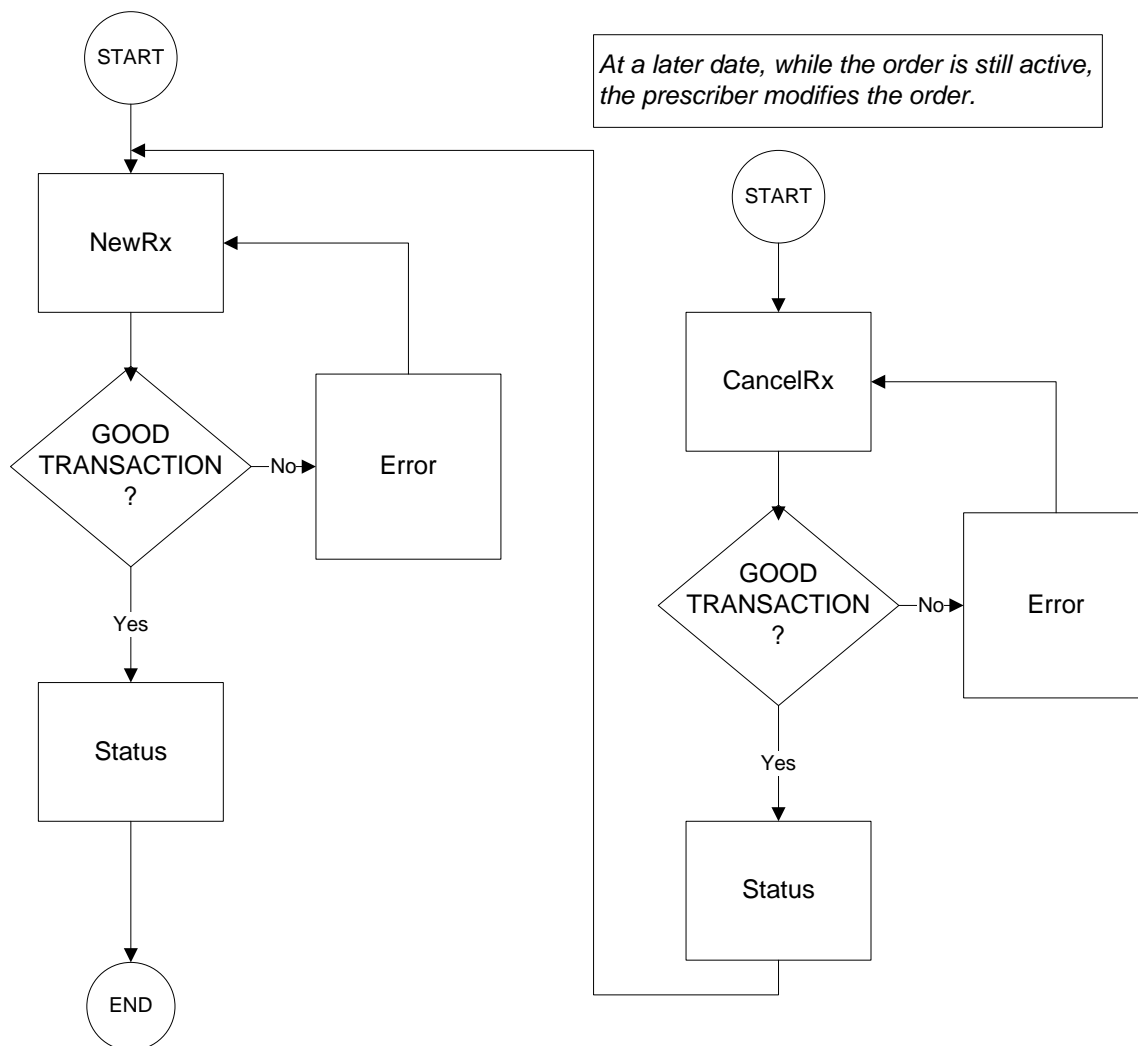 START
NewRx
GOOD
TRANSACTION
?
No
Error
Yes
Status
END
At a later date, while the order is still active,
the prescriber modifies the order.
START
CancelRx
GOOD
TRANSACTION
?
No
Error
Yes
Status